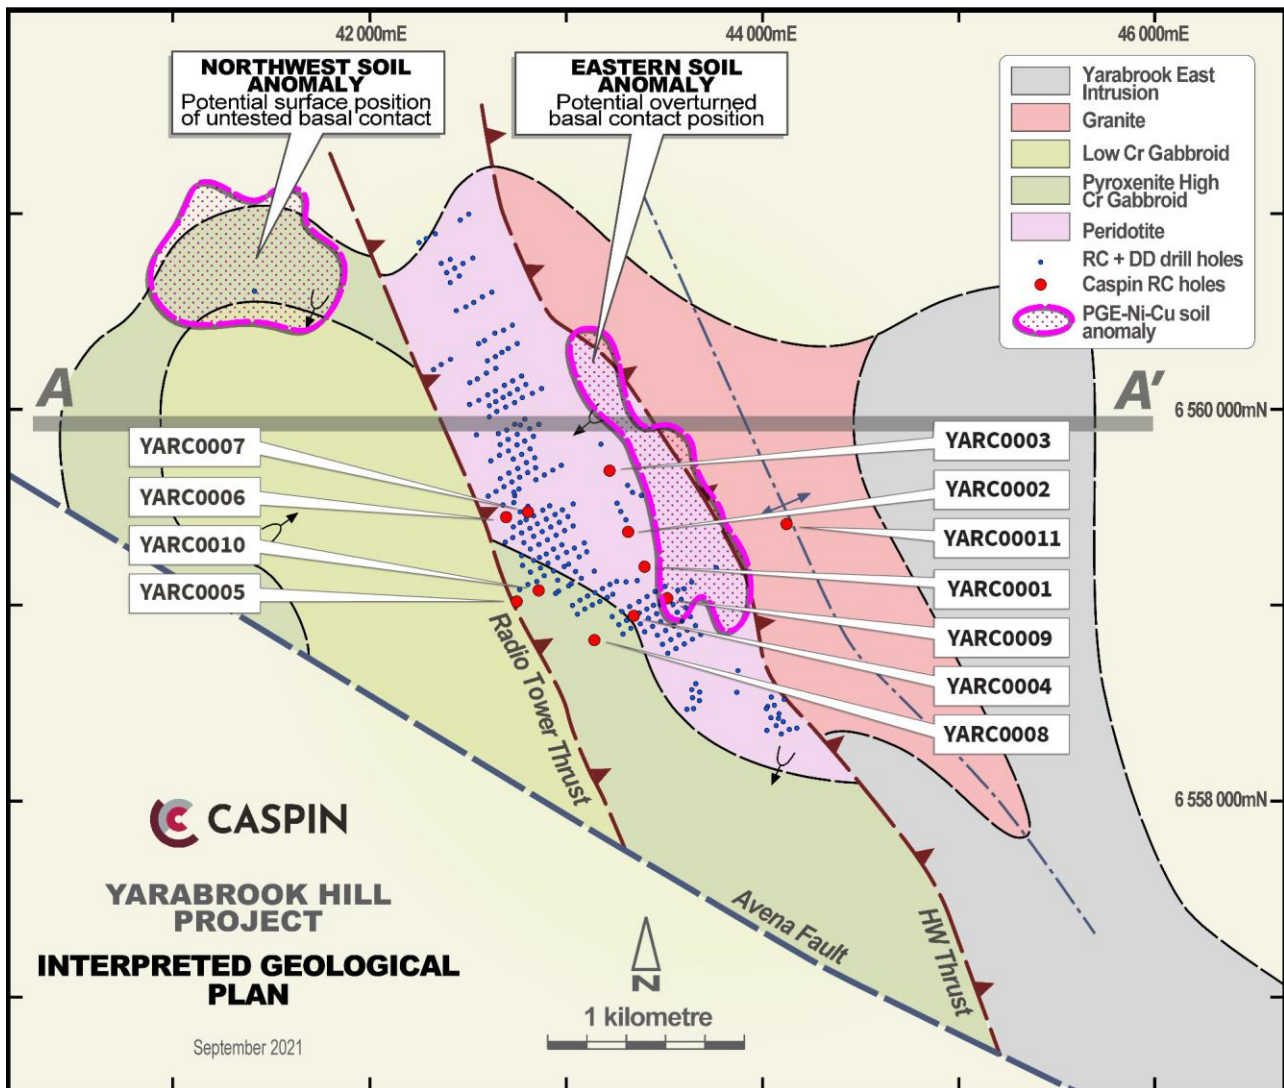 42 000mE
44 000mE
46 000mE
NORTHWEST SOIL
ANOMALY
Potential surface position
of untested basal contact
EASTERN SOIL
ANOMALY
Potential overturned
basal contact position
Yarabrook East
Intrusion
Granite
Low Cr Gabbroid
Pyroxenite High
Cr Gabbroid
Peridotite
RC + DD drill holes
Caspin RC holes
PGE-Ni-Cu soil
anomaly
A
A'
6 560 000mN
YARC0007
YARC0006
YARC0010
YARC0005
YARC0003
YARC0002
YARC00011
YARC0001
YARC0009
YARC0004
YARC0008
Radio Tower Thrust
6 558 000mN
Avena Fault
HW Thrust
CASPIN
YARABROOK HILL
PROJECT
INTERPRETED GEOLOGICAL
PLAN
September 2021
N
1 kilometre